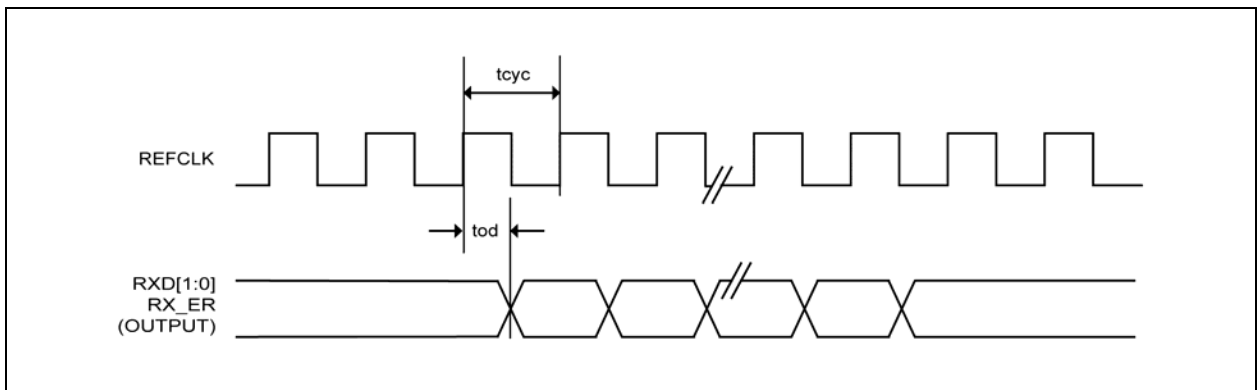 tcyc
REFCLK
tod
RXD[1:0]
RX_ER
(OUTPUT)